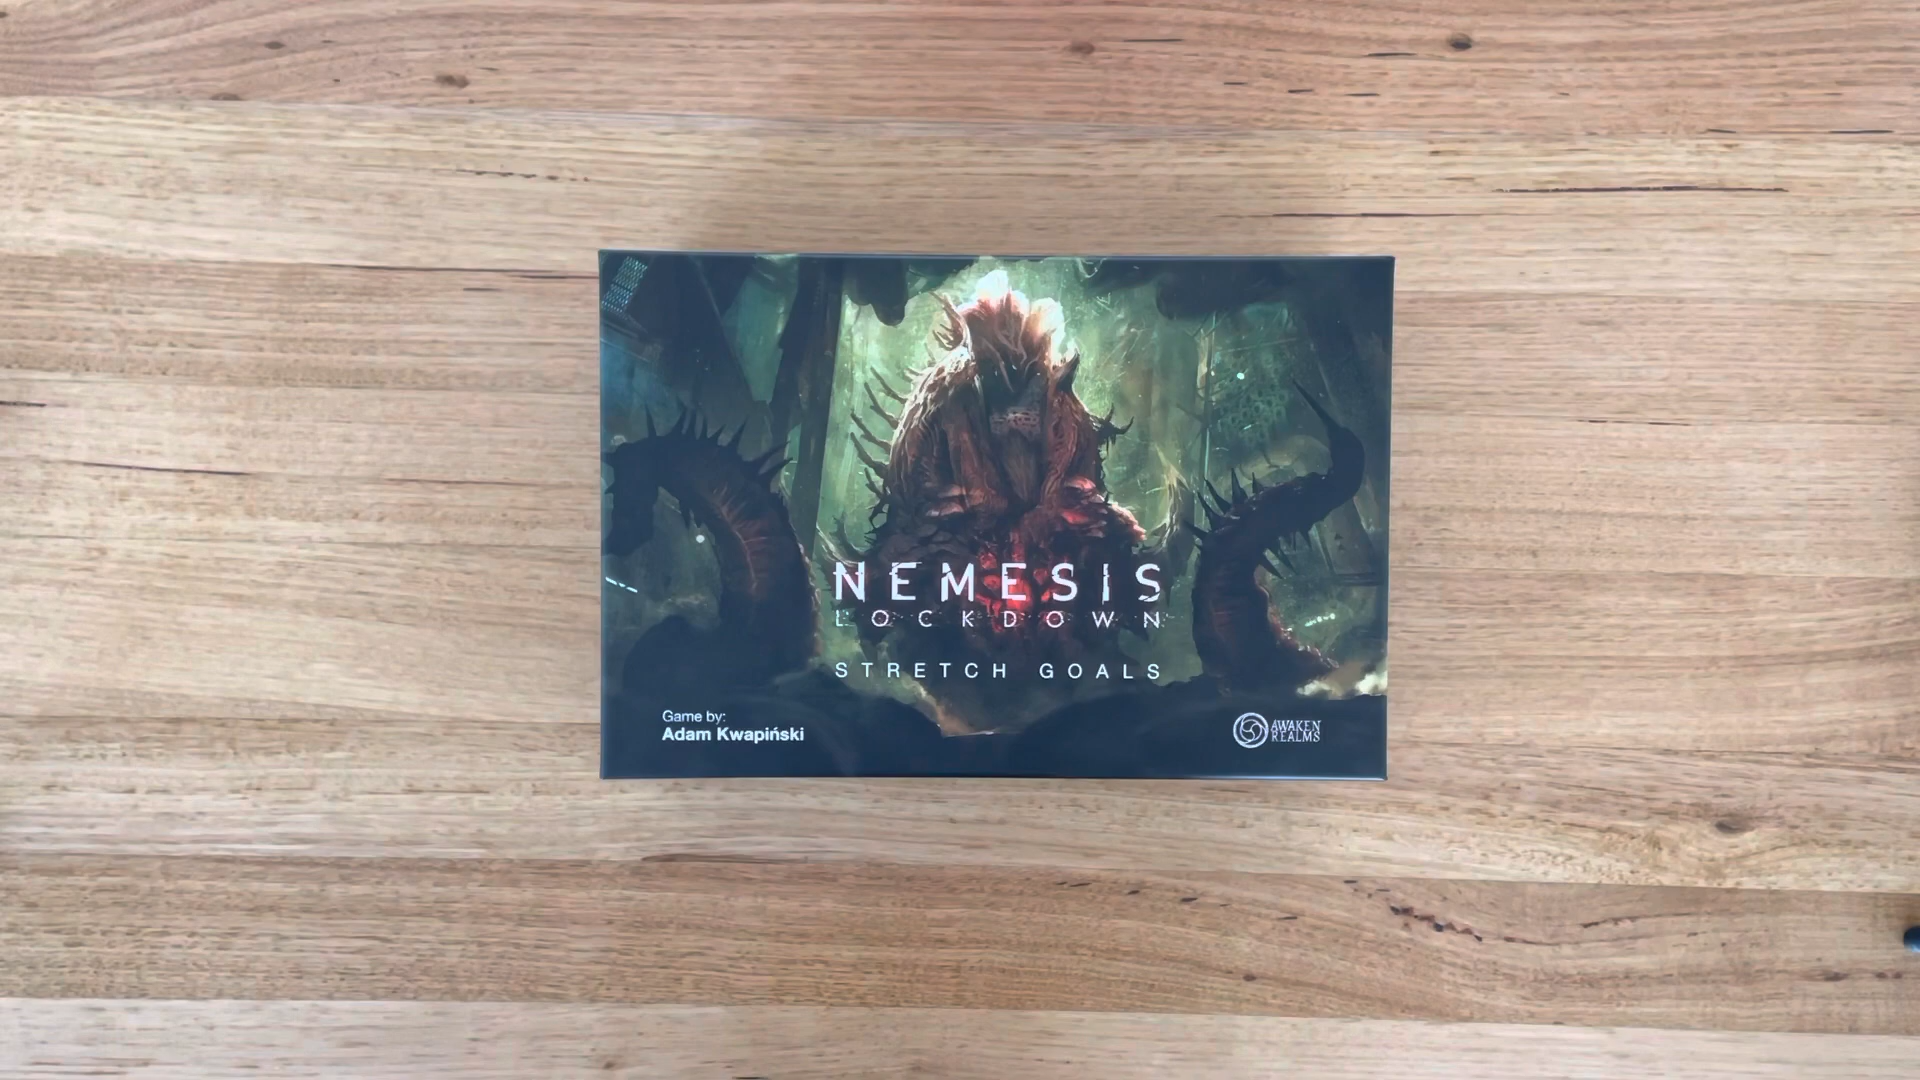 NEMESIS
LOCKDOWN
STRETCH GOALS
Game by:
Adam Kwapiński
AWAKEN
REALMS